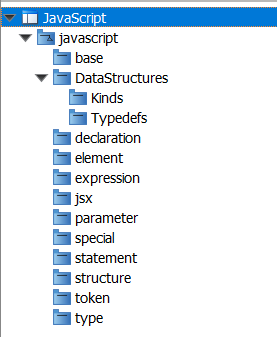 JavaScript
javascript
base
DataStructures
Kinds
Typedefs
declaration
element
expression
jsx
parameter
special
statement
structure
token
type